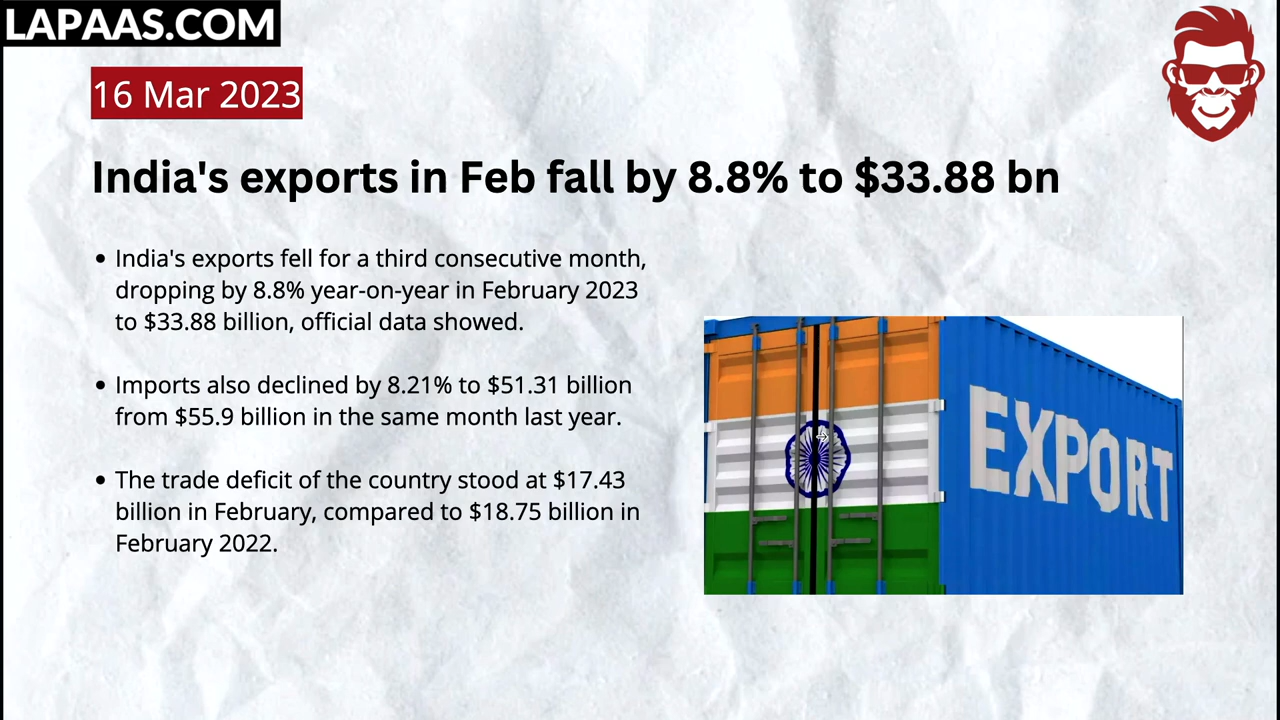 LAPAAS.COM
16 Mar 2023
India's exports in Feb fall by 8.8% to $33.88 bn
• India's exports fell for a third consecutive month,
dropping by 8.8% year-on-year in February 2023
to $33.88 billion, official data showed.
• Imports also declined by 8.21% to $51.31 billion
from $55.9 billion in the same month last year.
• The trade deficit of the country stood at $17.43
billion in February, compared to $18.75 billion in
February 2022.
EXPORT